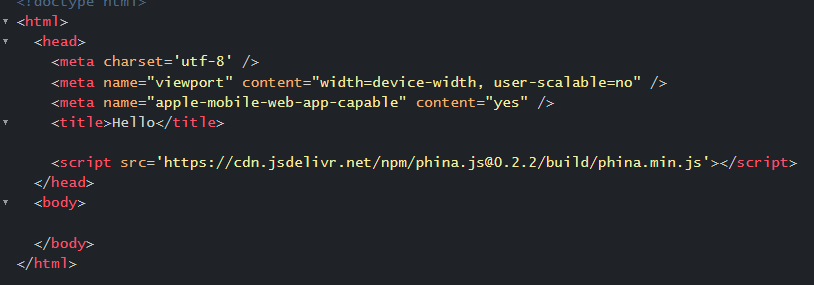 <!doctype html>
<html>
<head>
<meta charset='utf-8' />
<meta name="viewport" content="width=device-width, user-scalable=no" />
<meta name="apple-mobile-web-app-capable" content="yes" />
<title>Hello</title>
<script src='https://cdn.jsdelivr.net/npm/phina.js@0.2.2/build/phina.min.js'></script>
</head>
<body>
</body>
</html>